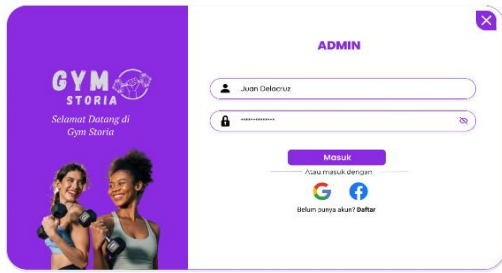 GYM
STORIA
Selamat Datang di
Gym Storia
ADMIN
Juan Delacruz
Masuk
Atau masuk dengan
Belum punya akun? Daftar